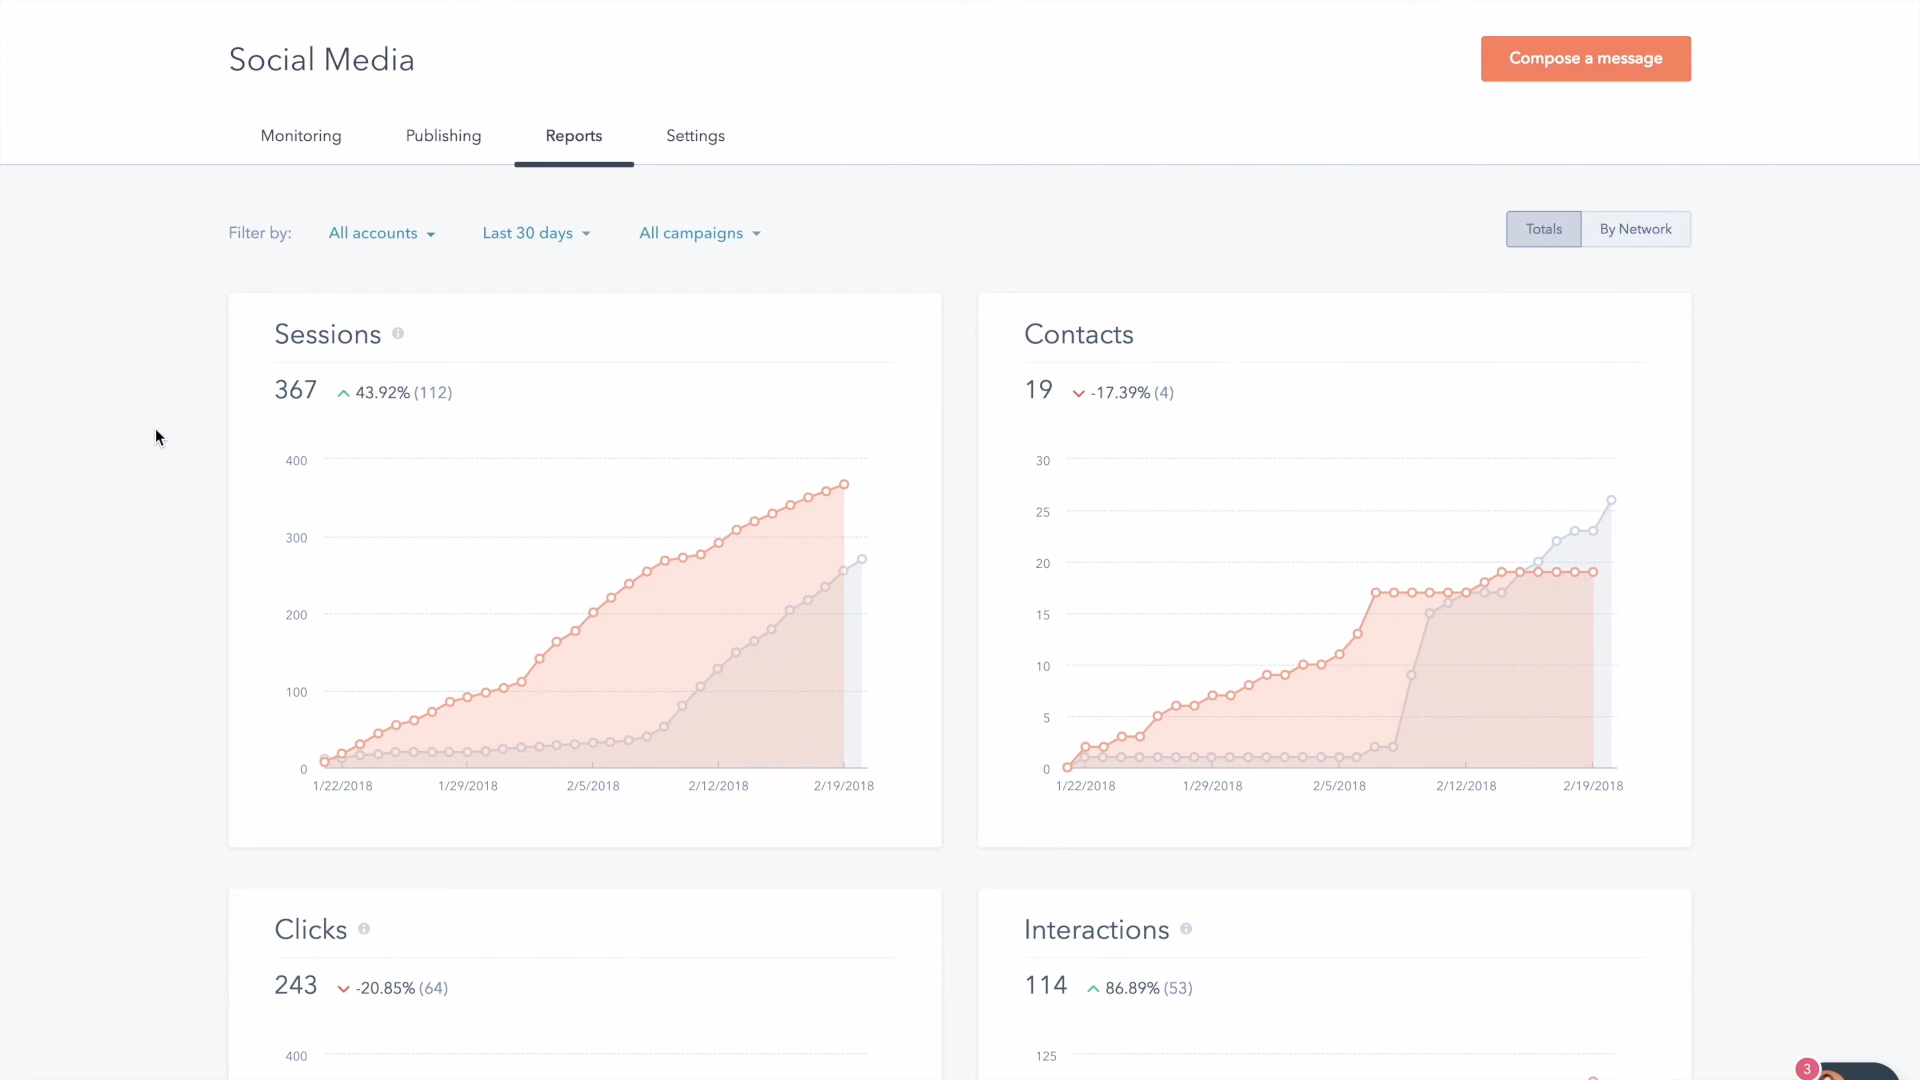 Social Media
Compose a message
Monitoring Publishing Reports Settings
Filter by: All accounts Last 30 days All campaigns
Totals By Network
Sessions
367 43.92% (112)
400
300
200
100
0
1/22/2018 1/29/2018 2/5/2018 2/12/2018 2/19/2018
Contacts
19 -17.39% (4)
30
25
20
15
10
5
0
1/22/2018 1/29/2018 2/5/2018 2/12/2018 2/19/2018
Clicks
243 -20.85% (64)
400
Interactions
114 86.89% (53)
125
3